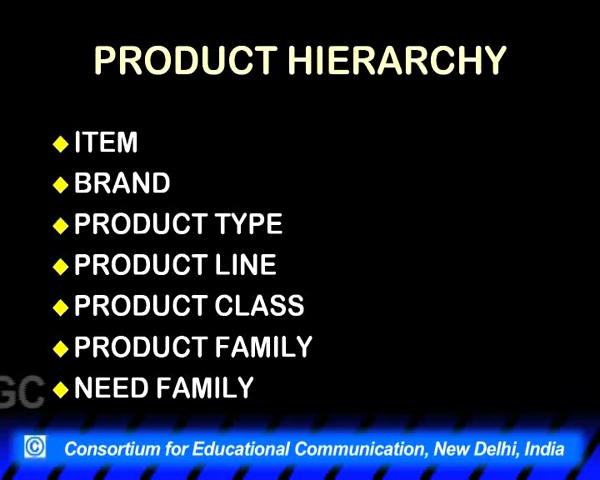 PRODUCT HIERARCHY
ITEM
BRAND
PRODUCT TYPE
PRODUCT LINE
PRODUCT CLASS
PRODUCT FAMILY
GC
NEED FAMILY
© Consortium for Educational Communication, New Delhi, India